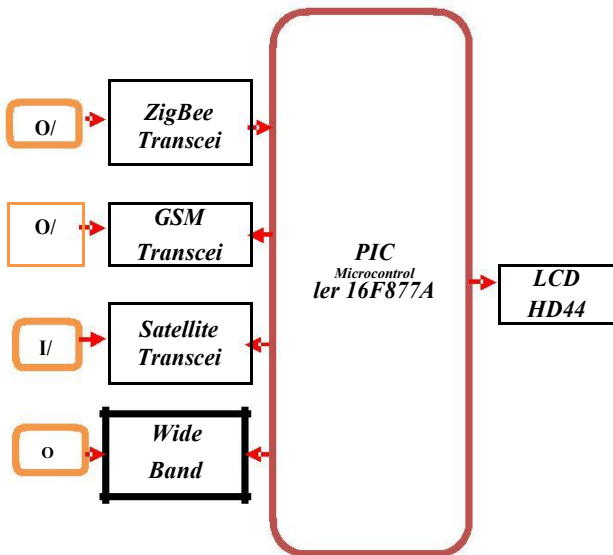 O/
ZigBee
Transcei
O/
GSM
Transcei
I/
Satellite
Transcei
O
Wide
Band
PIC
Microcontrol
ler 16F877A
LCD
HD44